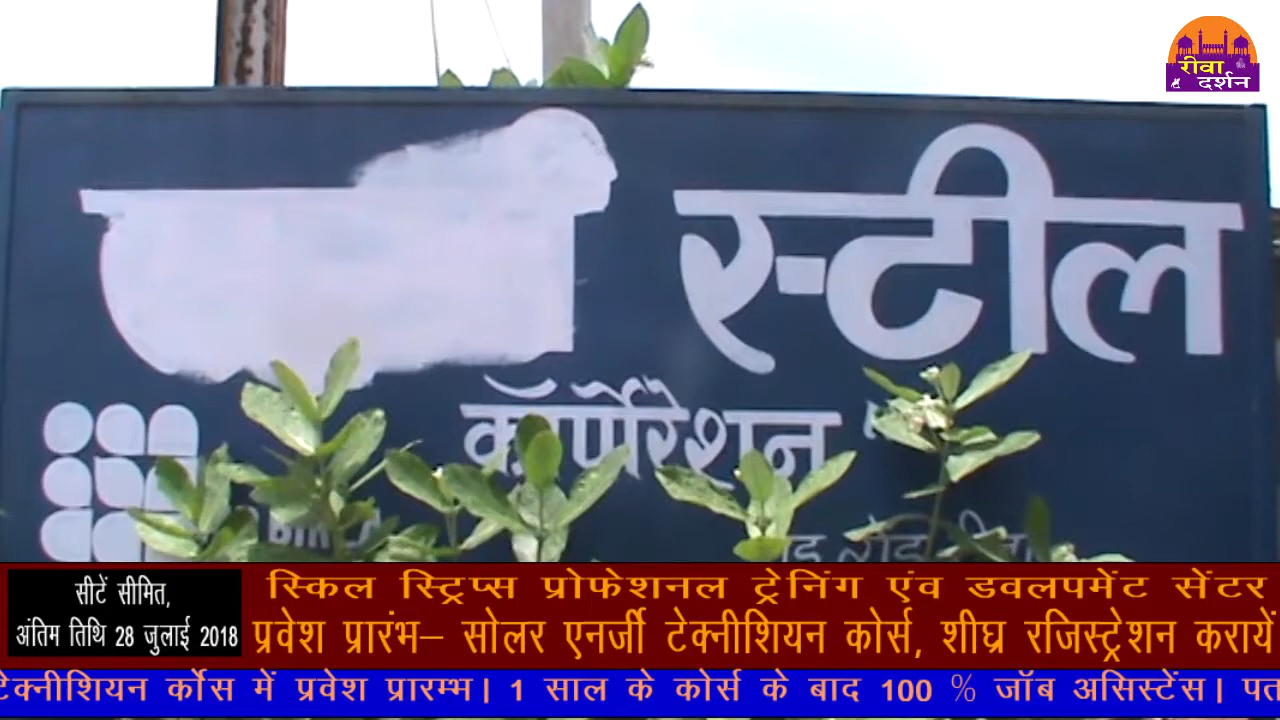 रीवा
दर्शन
स्टील
कॉर्पोरेशन
सीटें सीमित,
अंतिम तिथि 28 जुलाई 2018
स्किल स्ट्रिप्स प्रोफेशनल ट्रेनिंग एंव डवलपमेंट सेंटर
प्रवेश प्रारंभ– सोलर एनर्जी टेक्नीशियन कोर्स, शीघ्र रजिस्ट्रेशन करायें
टेक्नीशियन र्कोस में प्रवेश प्रारम्भ। 1 साल के कोर्स के बाद 100 % जॉब असिस्टेंस।